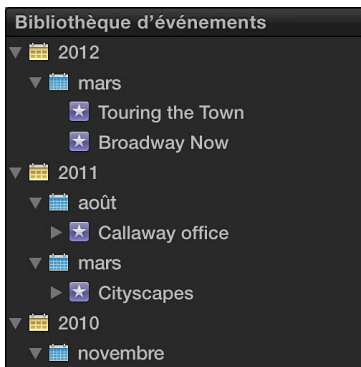 Bibliothèque d'événements
2012
mars
Touring the Town
Broadway Now
2011
août
Callaway office
mars
Cityscapes
2010
novembre